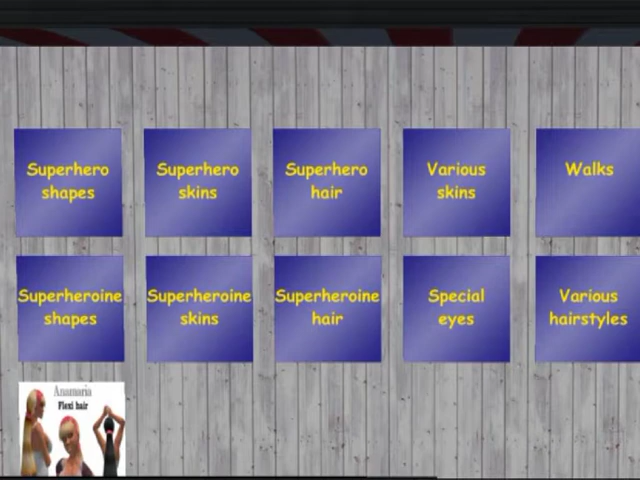 Superhero
shapes
Superhero
skins
Superhero
hair
Various
skins
Walks
Superheroine
shapes
Superheroine
skins
Superheroine
hair
Special
eyes
Various
hairstyles
Anamaria
Flexi hair